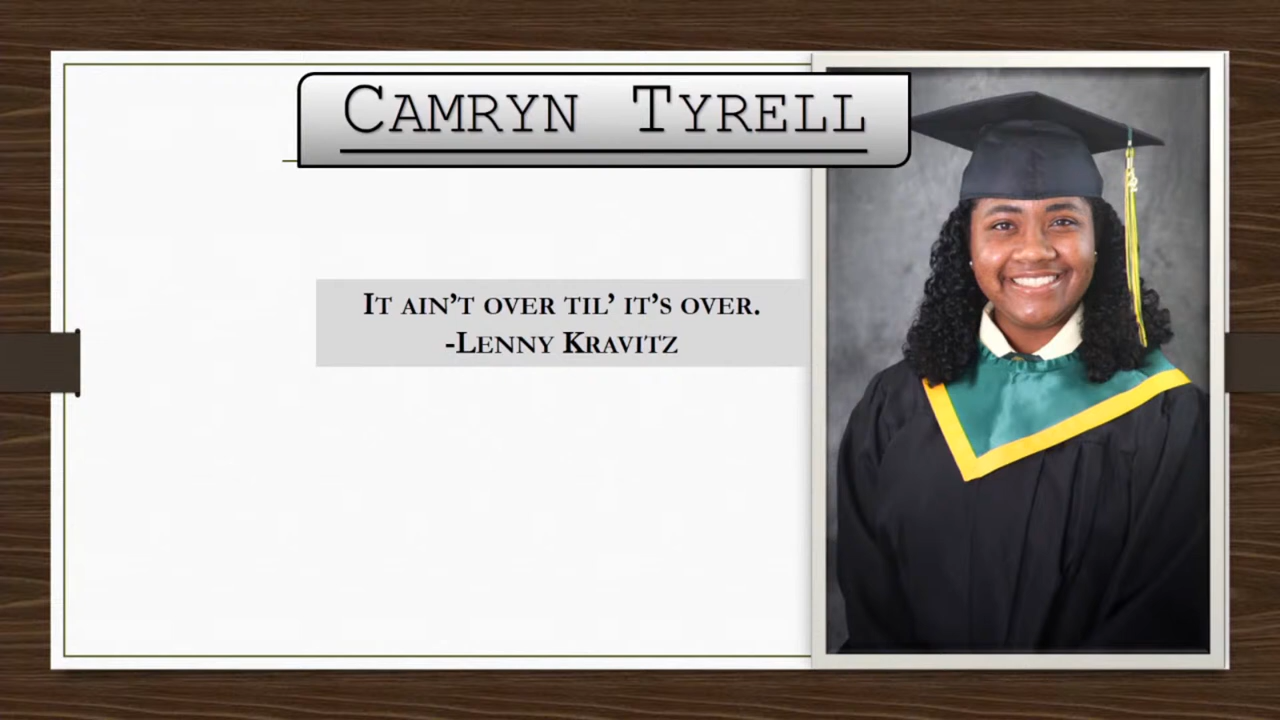 Camryn Tyrell
It ain’t over til’ it’s over.
-Lenny Kravitz